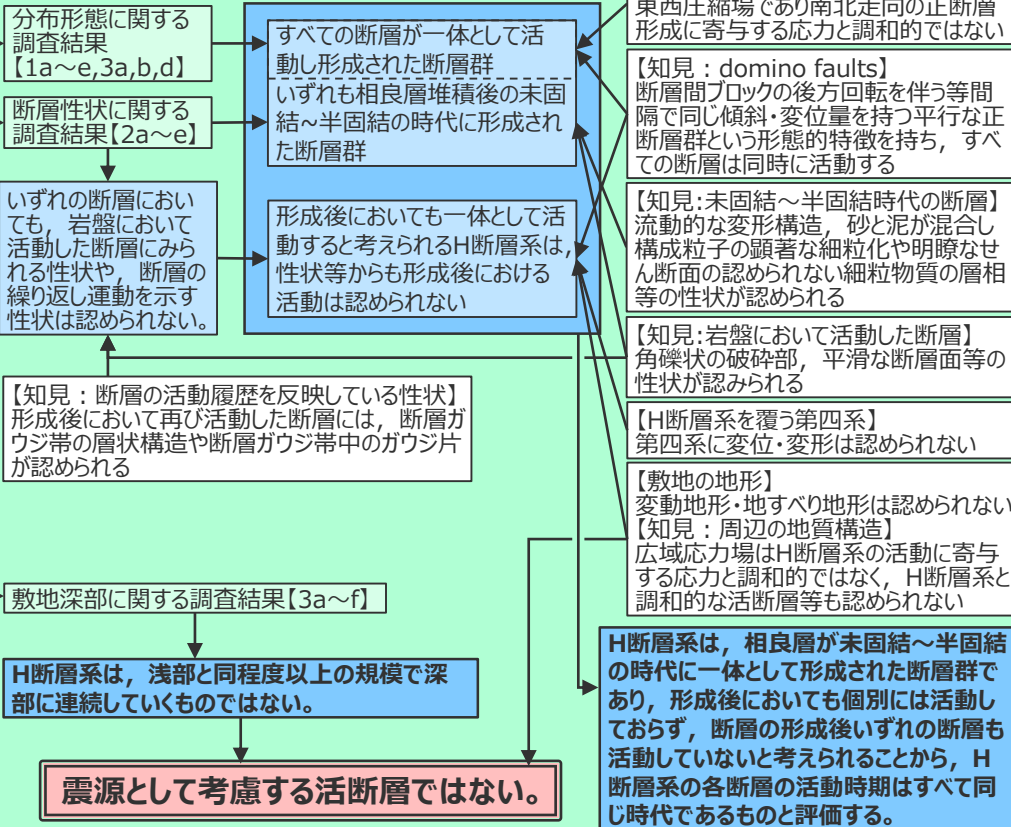 分布形態に関する
調査結果
【1a～e,3a,b,d】
断層性状に関する
調査結果【2a～e】
いずれの断層におい
ても，岩盤において
活動した断層にみら
れる性状や，断層の
繰り返し運動を示す
性状は認められない。
すべての断層が一体として活
動し形成された断層群
いずれも相良層堆積後の未固
結～半固結の時代に形成され
た断層群
形成後においても一体として活
動すると考えられるH断層系は，
性状等からも形成後における
活動は認められない
東西圧縮場であり南北走向の正断層
形成に寄与する応力と調和的ではない
【知見：domino faults】
断層間ブロックの後方回転を伴う等間
隔で同じ傾斜・変位量を持つ平行な正
断層群という形態的特徴を持ち，すべ
ての断層は同時に活動する
【知見:未固結～半固結時代の断層】
流動的な変形構造，砂と泥が混合し
構成粒子の顕著な細粒化や明瞭なせ
ん断面の認められない細粒物質の層相
等の性状が認められる
【知見:岩盤において活動した断層】
角礫状の破砕部，平滑な断層面等の
性状が認みられる
【H断層系を覆う第四系】
第四系に変位・変形は認められない
【敷地の地形】
変動地形・地すべり地形は認められない
【知見：周辺の地質構造】
広域応力場はH断層系の活動に寄与
する応力と調和的ではなく，H断層系と
調和的な活断層等も認められない
【知見：断層の活動履歴を反映している性状】
形成後において再び活動した断層には，断層ガ
ウジ帯の層状構造や断層ガウジ帯中のガウジ片
が認められる
敷地深部に関する調査結果【3a～f】
H断層系は，浅部と同程度以上の規模で深
部に連続していくものではない。
震源として考慮する活断層ではない。
H断層系は，相良層が未固結～半固結
の時代に一体として形成された断層群で
あり，形成後においても個別には活動し
ておらず，断層の形成後いずれの断層も
活動していないと考えられることから，H
断層系の各断層の活動時期はすべて同
じ時代であるものと評価する。